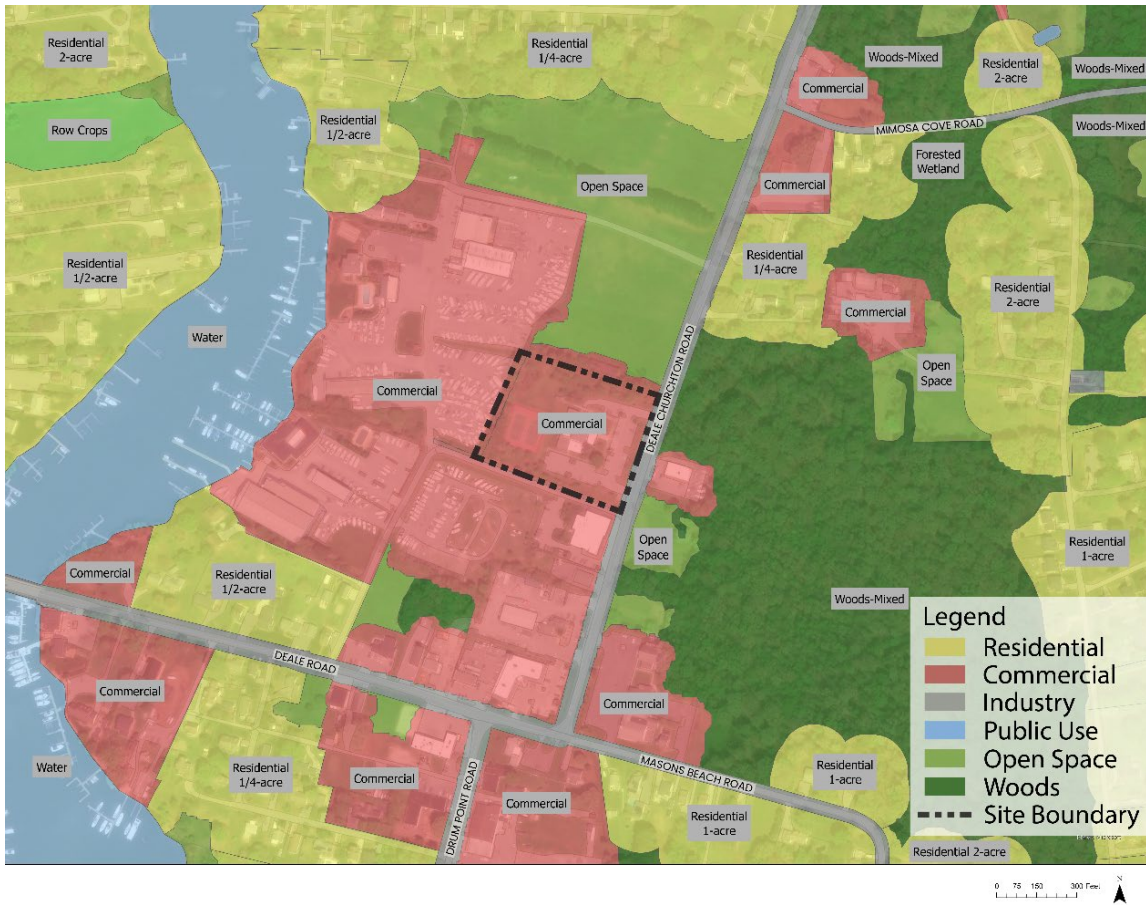 Residential
2-acre
Residential
1/4-acre
Woods-Mixed
Residential
2-acre
Woods-Mixed
Commercial
Row Crops
Residential
1/2-acre
MIMOSA COVE ROAD
Woods-Mixed
Forested
Wetland
Open Space
Commercial
Residential
1/2-acre
Residential
1/4-acre
Residential
2-acre
Commercial
Water
Open
Space
Commercial
DEALE CHURCHTON ROAD
Commercial
Open
Space
Residential
1-acre
Commercial
Residential
1/2-acre
Woods-Mixed
DEALE ROAD
Commercial
Commercial
Water
Residential
1/4-acre
Commercial
DRUM POINT ROAD
Commercial
MASONS BEACH ROAD
Residential
1-acre
Residential
1-acre
Residential 2-acre
Legend
Residential
Commercial
Industry
Public Use
Open Space
Woods
Site Boundary
0 75 150 300 Feet
N